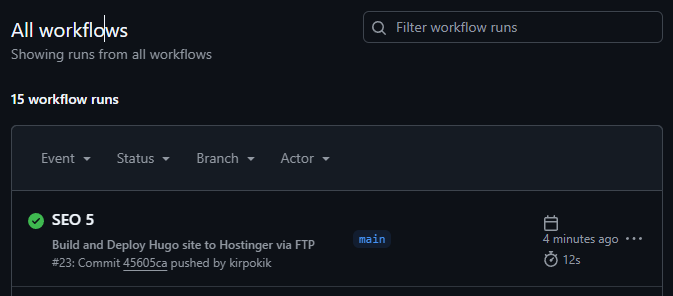 All workflows
Filter workflow runs
Showing runs from all workflows
15 workflow runs
Event Status Branch Actor
SEO 5
Build and Deploy Hugo site to Hostinger via FTP
#23: Commit 45605ca pushed by kirpokik
main
4 minutes ago
12s